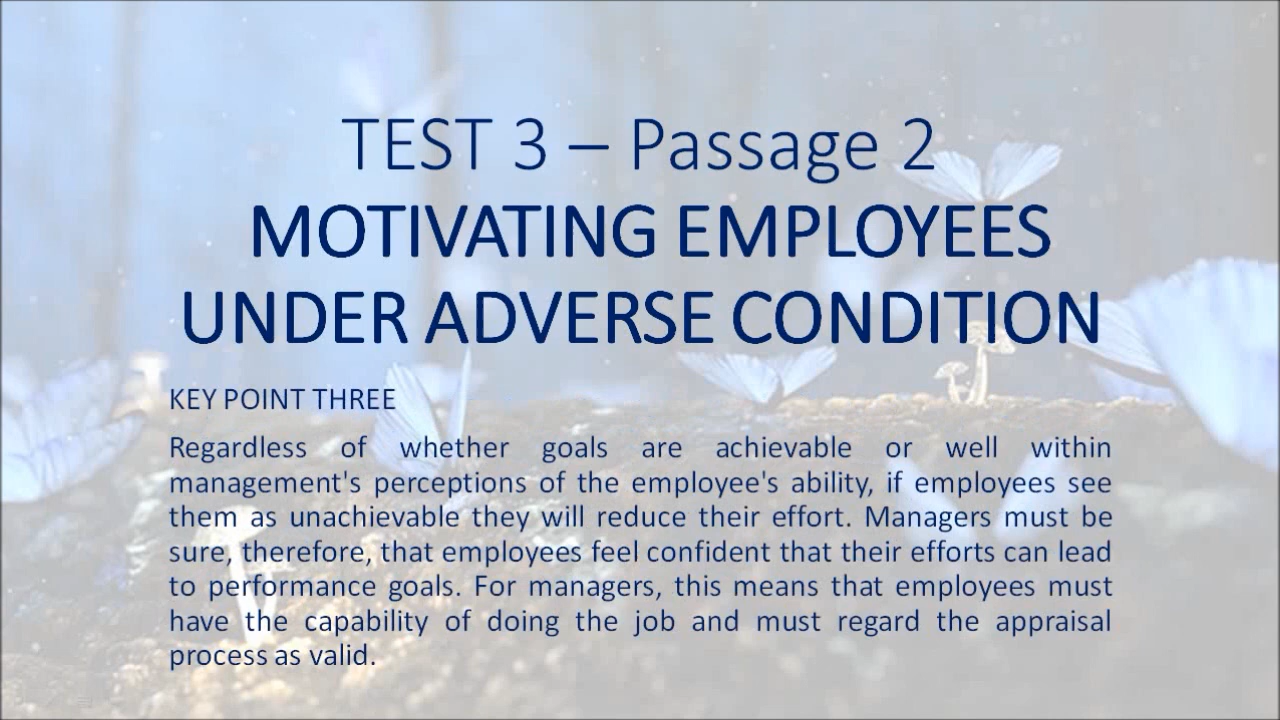 TEST 3 – Passage 2
MOTIVATING EMPLOYEES
UNDER ADVERSE CONDITION
KEY POINT THREE
Regardless of whether goals are achievable or well within
management's perceptions of the employee's ability, if employees see
them as unachievable they will reduce their effort. Managers must be
sure, therefore, that employees feel confident that their efforts can lead
to performance goals. For managers, this means that employees must
have the capability of doing the job and must regard the appraisal
process as valid.